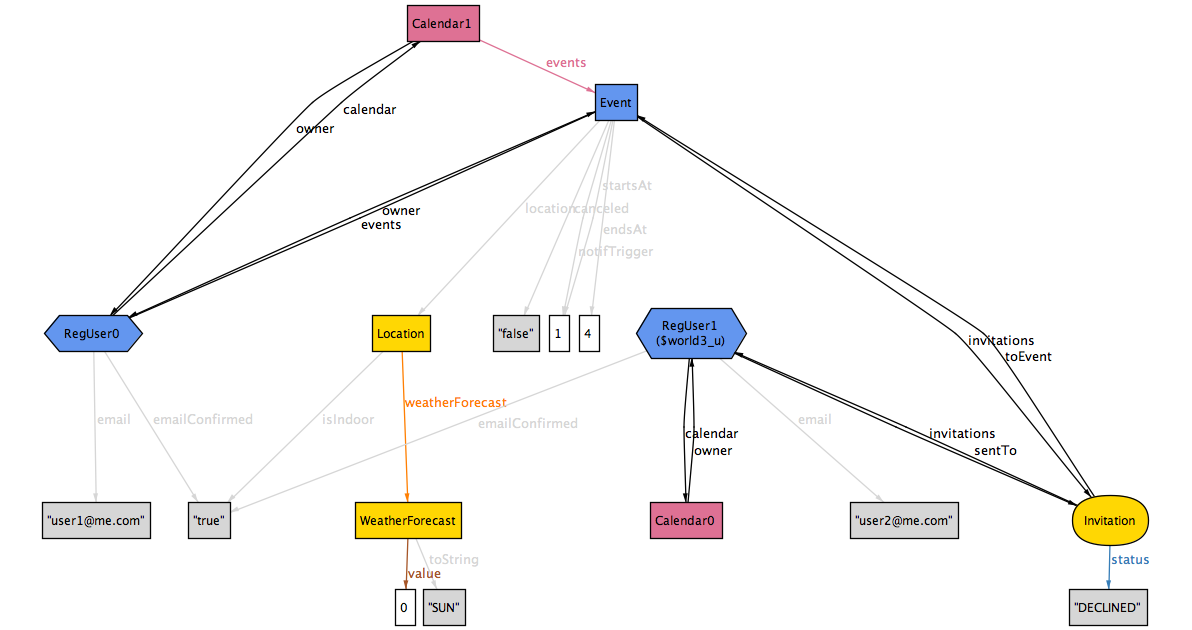 Calendar1
events
Event
calendar
owner
startsAt
location
canceled
owner
events
endsAt
notifTrigger
RegUser0
Location
"false"
1
4
RegUser1
($world3_u)
invitations
toEvent
weatherForecast
email
emailConfirmed
isIndoor
emailConfirmed
email
calendar
owner
invitations
sentTo
"user1@me.com"
"true"
WeatherForecast
Calendar0
"user2@me.com"
Invitation
toString
value
status
0
"SUN"
"DECLINED"